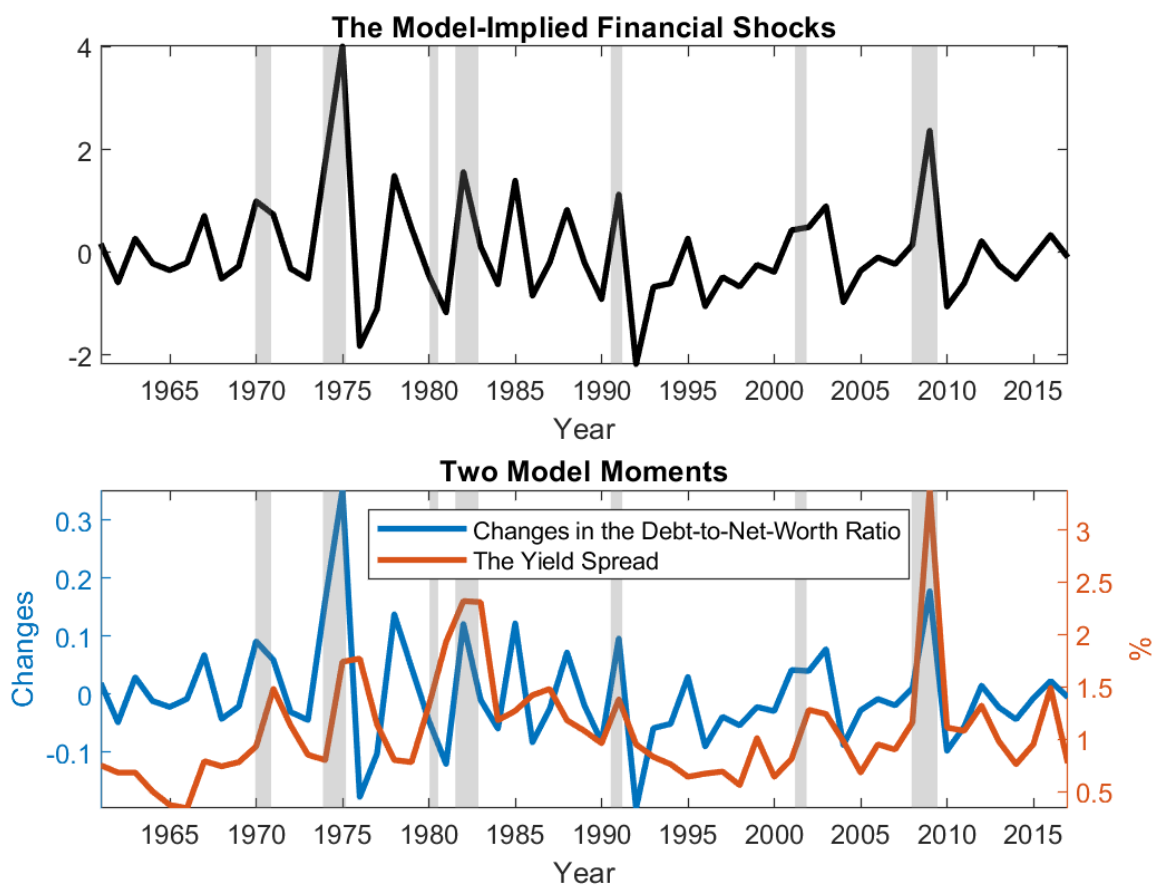 The Model-Implied Financial Shocks
4
2
0
-2
1965 1970 1975 1980 1985 1990 1995 2000 2005 2010 2015
Year
Two Model Moments
Changes in the Debt-to-Net-Worth Ratio
The Yield Spread
Changes
0.3
0.2
0.1
0
-0.1
3
2.5
2
1.5
1
0.5
%
1965 1970 1975 1980 1985 1990 1995 2000 2005 2010 2015
Year